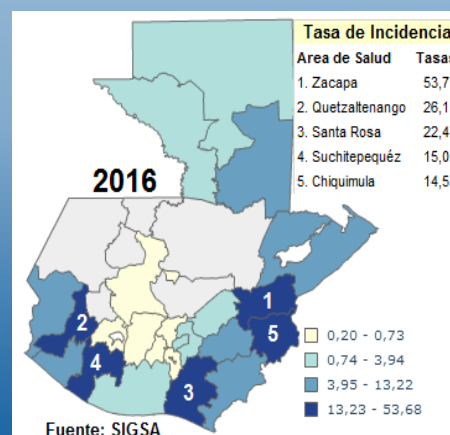 Tasa de Incidencia
Area de Salud Tasas
1. Zacapa 53,7
2. Quetzaltenango 26,1
3. Santa Rosa 22,4
4. Suchitepequéz 15,0
5. Chiquimula 14,5
2016
1
2
5
4
3
0,20 - 0,73
0,74 - 3,94
3,95 - 13,22
13,23 - 53,68
Fuente: SIGSA